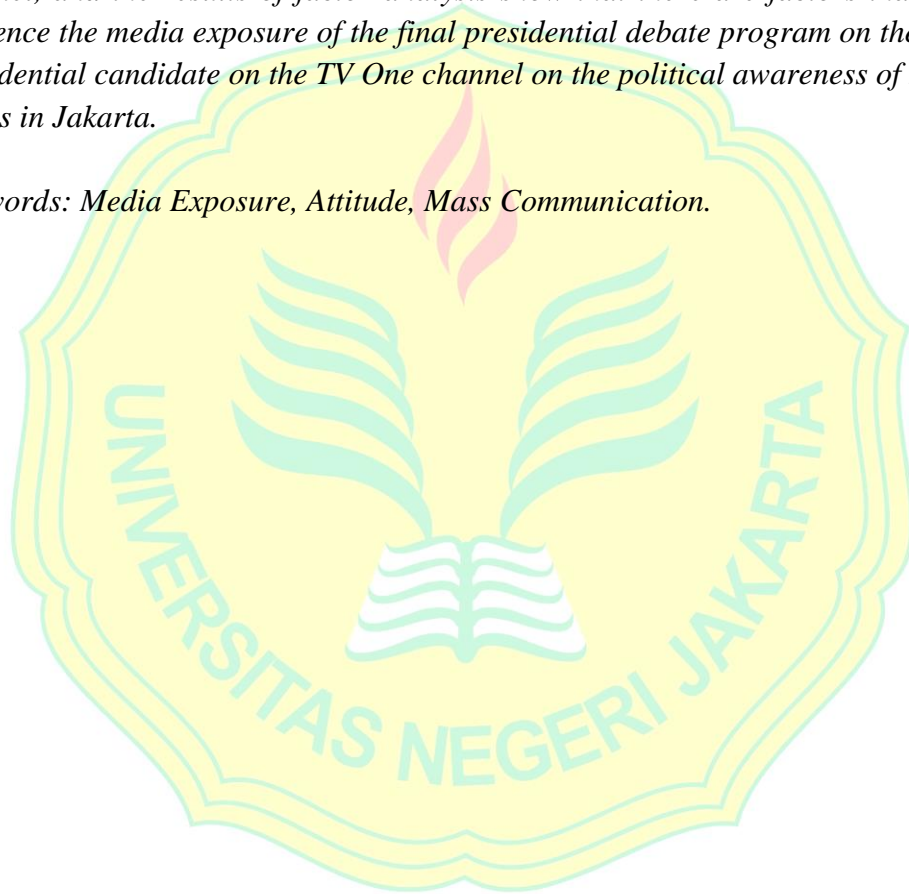 ence the media exposure of the final presidential debate program on the
dential candidate on the TV One channel on the political awareness of
s in Jakarta.
words: Media Exposure, Attitude, Mass Communication.
UNIVERSITAS NEGERI JAKARTA